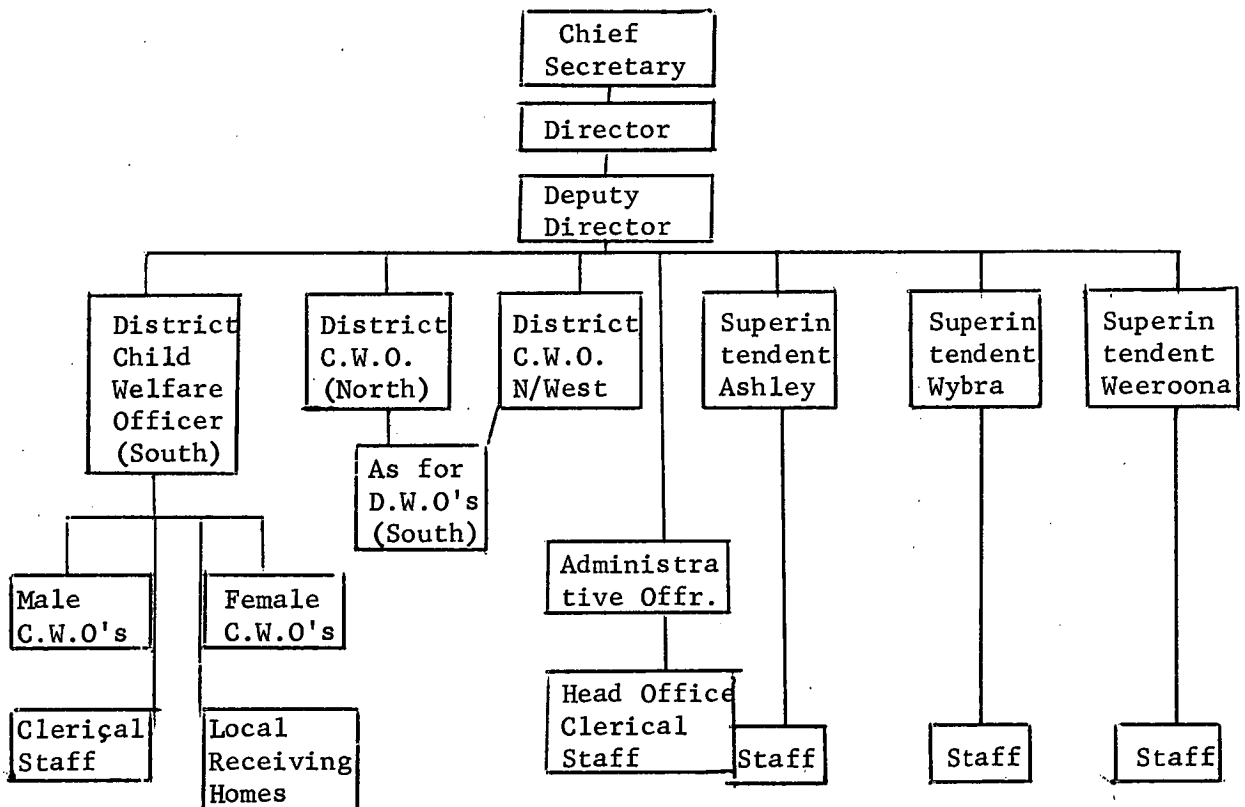 Chief
Secretary
Director
Deputy
Director
District
Child
Welfare
Officer
(South)
District
C.W.O.
(North)
District
C.W.O.
N/West
Superin
tendent
Ashley
Superin
tendent
Wybra
Superin
tendent
Weeroona
As for
D.W.O's
(South)
Administra
tive Offr.
Male
C.W.O's
Female
C.W.O's
Clerical
Staff
Local
Receiving
Homes
Head Office
Clerical
Staff
Staff
Staff
Staff